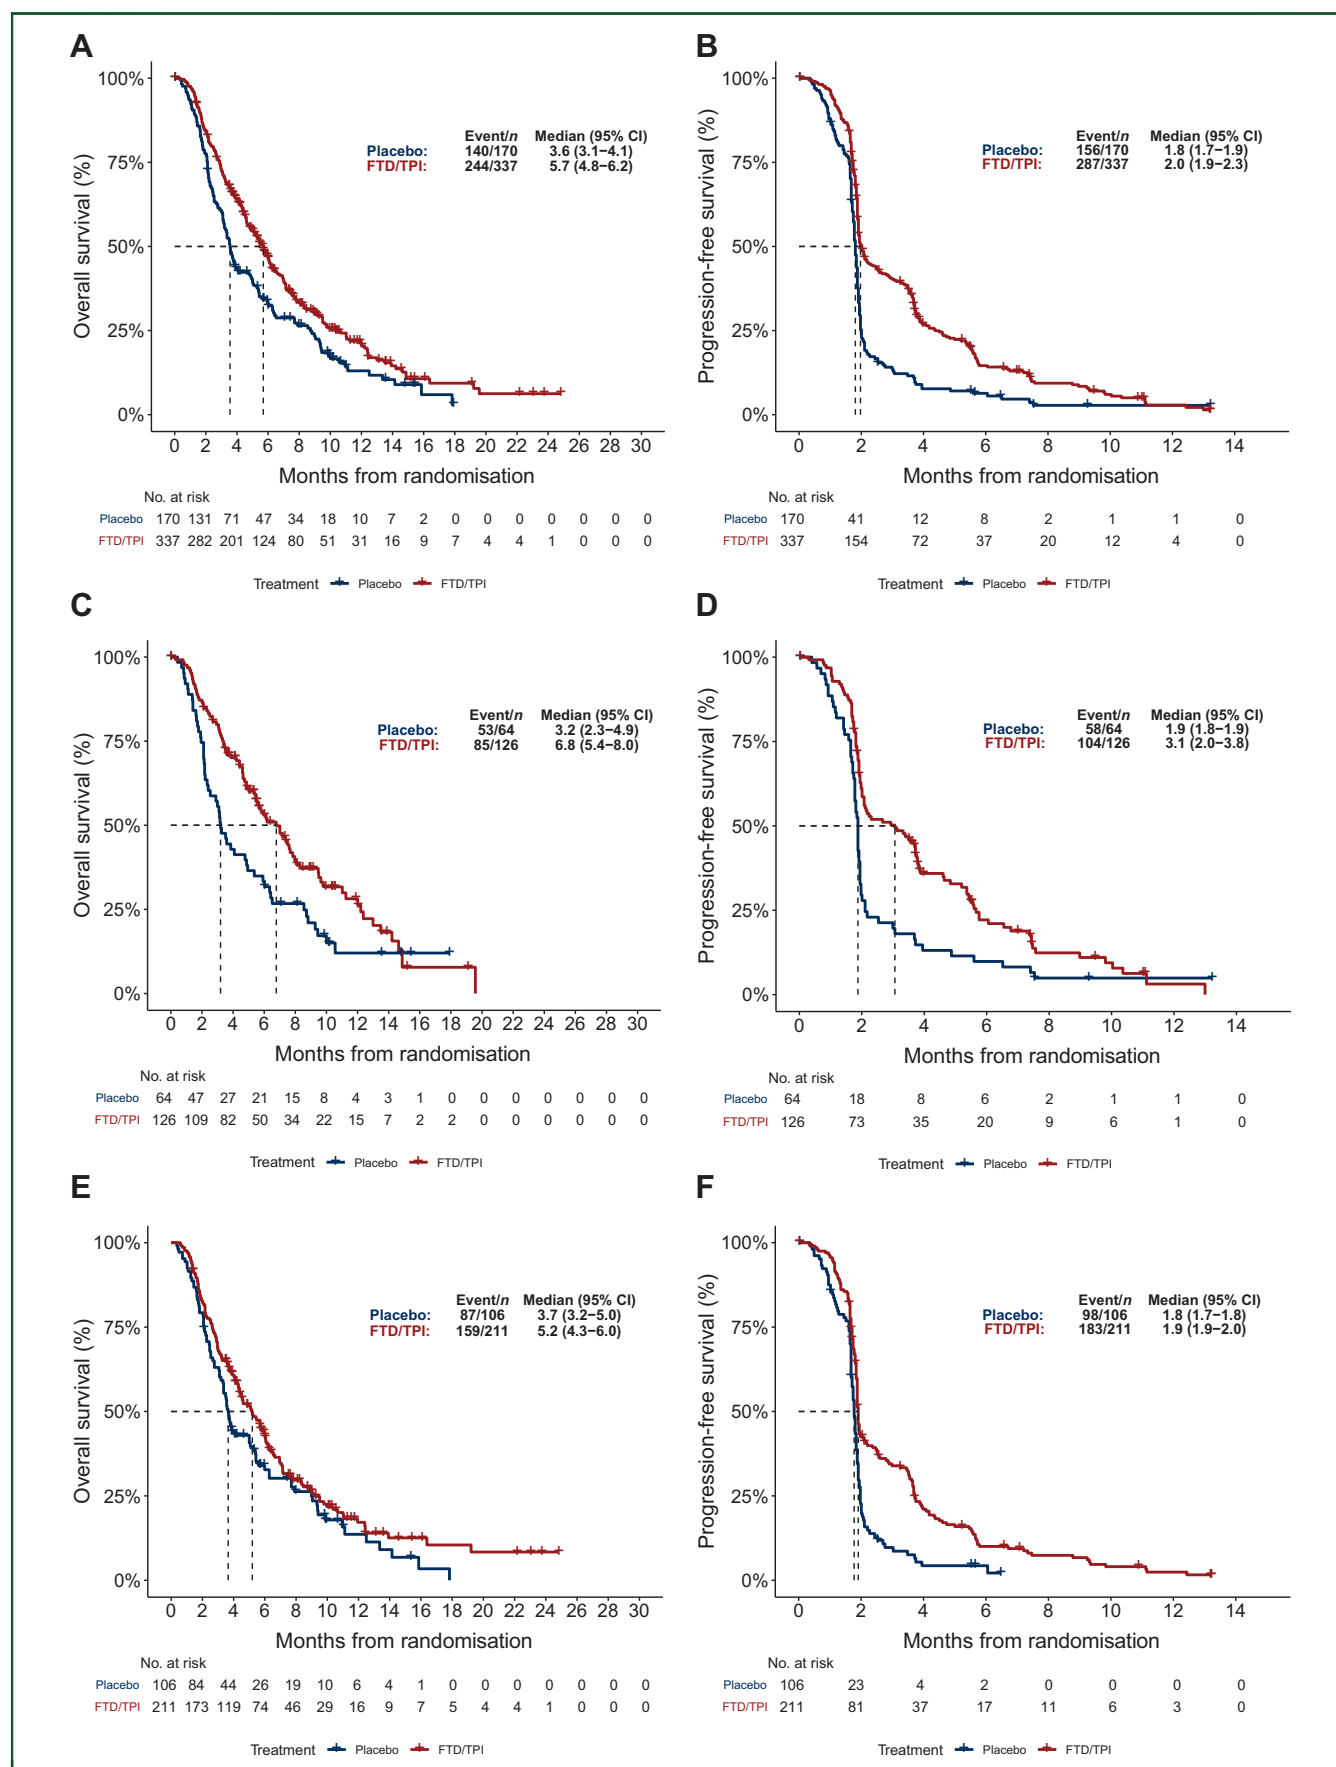 A
Overall survival (%)
100%
75%
50%
25%
0%
Event/n Median (95% CI)
Placebo: 140/170 3.6 (3.1–4.1)
FTD/TPI: 244/337 5.7 (4.8–6.2)
0 2 4 6 8 10 12 14 16 18 20 22 24 26 28 30
Months from randomisation
No. at risk
Placebo 170 131 71 47 34 18 10 7 2 0 0 0 0 0 0 0
FTD/TPI 337 282 201 124 80 51 31 16 9 7 4 4 1 0 0 0
Treatment Placebo FTD/TPI
B
Progression-free survival (%)
100%
75%
50%
25%
0%
Event/n Median (95% CI)
Placebo: 156/170 1.8 (1.7–1.9)
FTD/TPI: 287/337 2.0 (1.9–2.3)
0 2 4 6 8 10 12 14
Months from randomisation
No. at risk
Placebo 170 41 12 8 2 1 1 0
FTD/TPI 337 154 72 37 20 12 4 0
Treatment Placebo FTD/TPI
C
Overall survival (%)
100%
75%
50%
25%
0%
Event/n Median (95% CI)
Placebo: 53/64 3.2 (2.3–4.9)
FTD/TPI: 85/126 6.8 (5.4–8.0)
0 2 4 6 8 10 12 14 16 18 20 22 24 26 28 30
Months from randomisation
No. at risk
Placebo 64 47 27 21 15 8 4 3 1 0 0 0 0 0 0 0
FTD/TPI 126 109 82 50 34 22 15 7 2 2 0 0 0 0 0 0
Treatment Placebo FTD/TPI
D
Progression-free survival (%)
100%
75%
50%
25%
0%
Event/n Median (95% CI)
Placebo: 58/64 1.9 (1.8–1.9)
FTD/TPI: 104/126 3.1 (2.0–3.8)
0 2 4 6 8 10 12 14
Months from randomisation
No. at risk
Placebo 64 18 8 6 2 1 1 0
FTD/TPI 126 73 35 20 9 6 1 0
Treatment Placebo FTD/TPI
E
Overall survival (%)
100%
75%
50%
25%
0%
Event/n Median (95% CI)
Placebo: 87/106 3.7 (3.2–5.0)
FTD/TPI: 159/211 5.2 (4.3–6.0)
0 2 4 6 8 10 12 14 16 18 20 22 24 26 28 30
Months from randomisation
No. at risk
Placebo 106 84 44 26 19 10 6 4 1 0 0 0 0 0 0 0
FTD/TPI 211 173 119 74 46 29 16 9 7 5 4 4 1 0 0 0
Treatment Placebo FTD/TPI
F
Progression-free survival (%)
100%
75%
50%
25%
0%
Event/n Median (95% CI)
Placebo: 98/106 1.8 (1.7–1.8)
FTD/TPI: 183/211 1.9 (1.9–2.0)
0 2 4 6 8 10 12 14
Months from randomisation
No. at risk
Placebo 106 23 4 2 0 0 0 0
FTD/TPI 211 81 37 17 11 6 3 0
Treatment Placebo FTD/TPI